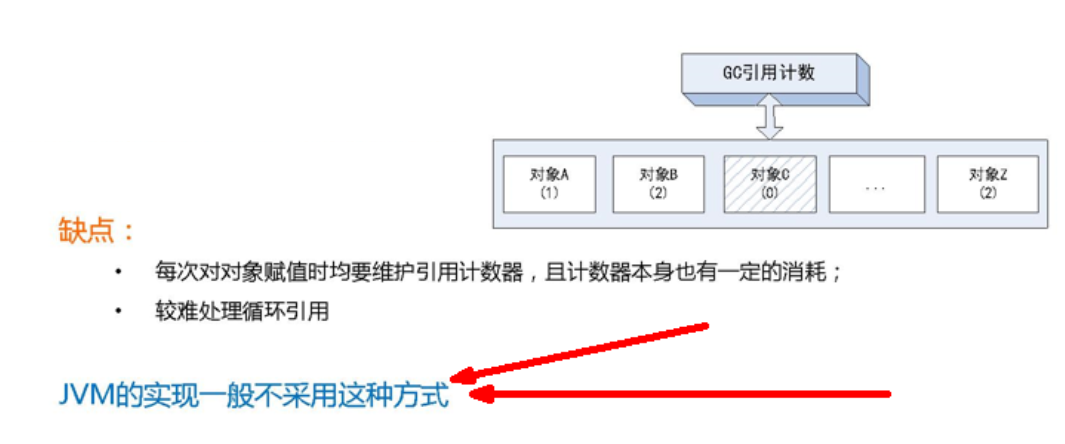 GC引用计数
对象A
(1)
对象B
(2)
对象C
(0)
...
对象Z
(2)
缺点：
• 每次对对象赋值时均要维护引用计数器，且计数器本身也有一定的消耗；
• 较难处理循环引用
JVM的实现一般不采用这种方式